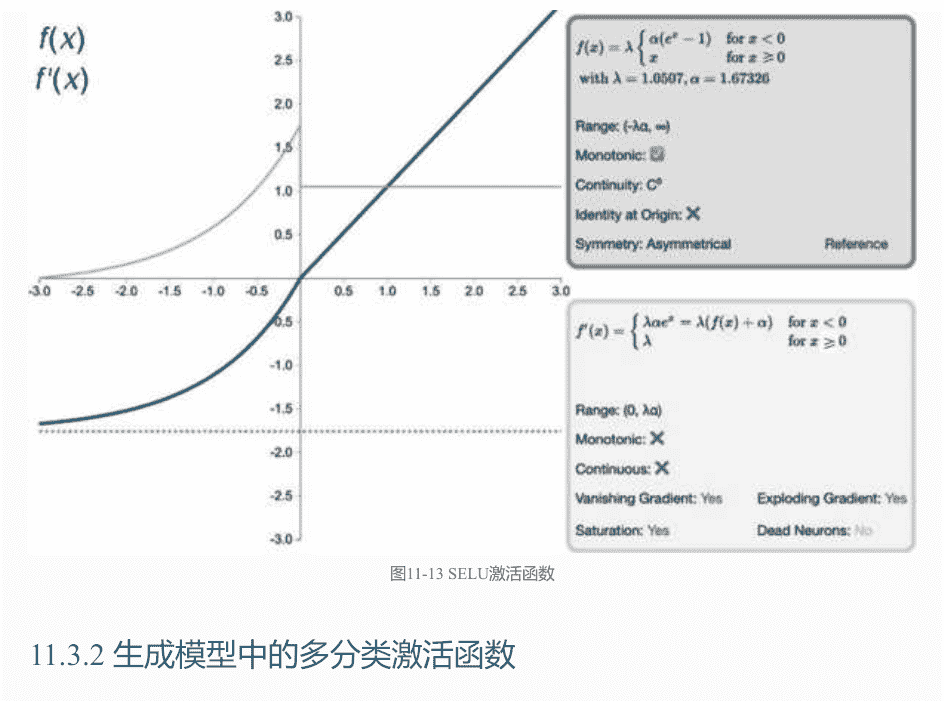 f(x)
f'(x)
3.0
2.5
2.0
1.5
1.0
0.5
-3.0 -2.5 -2.0 -1.5 -1.0 -0.5 0.5 1.0 1.5 2.0 2.5 3.0
-0.5
-1.0
-1.5
-2.0
-2.5
-3.0
f(x) = λ { α(eˣ − 1) for x < 0
x for x ⩾ 0
with λ = 1.0507, α = 1.67326
Range: (-λα, ∞)
Monotonic:
Continuity: C⁰
Identity at Origin: ✕
Symmetry: Asymmetrical Reference
f'(x) = { λαeˣ = λ(f(x) + α) for x < 0
λ for x ⩾ 0
Range: (0, λα)
Monotonic: ✕
Continuous: ✕
Vanishing Gradient: Yes Exploding Gradient: Yes
Saturation: Yes Dead Neurons: No
图11-13 SELU激活函数
11.3.2 生成模型中的多分类激活函数